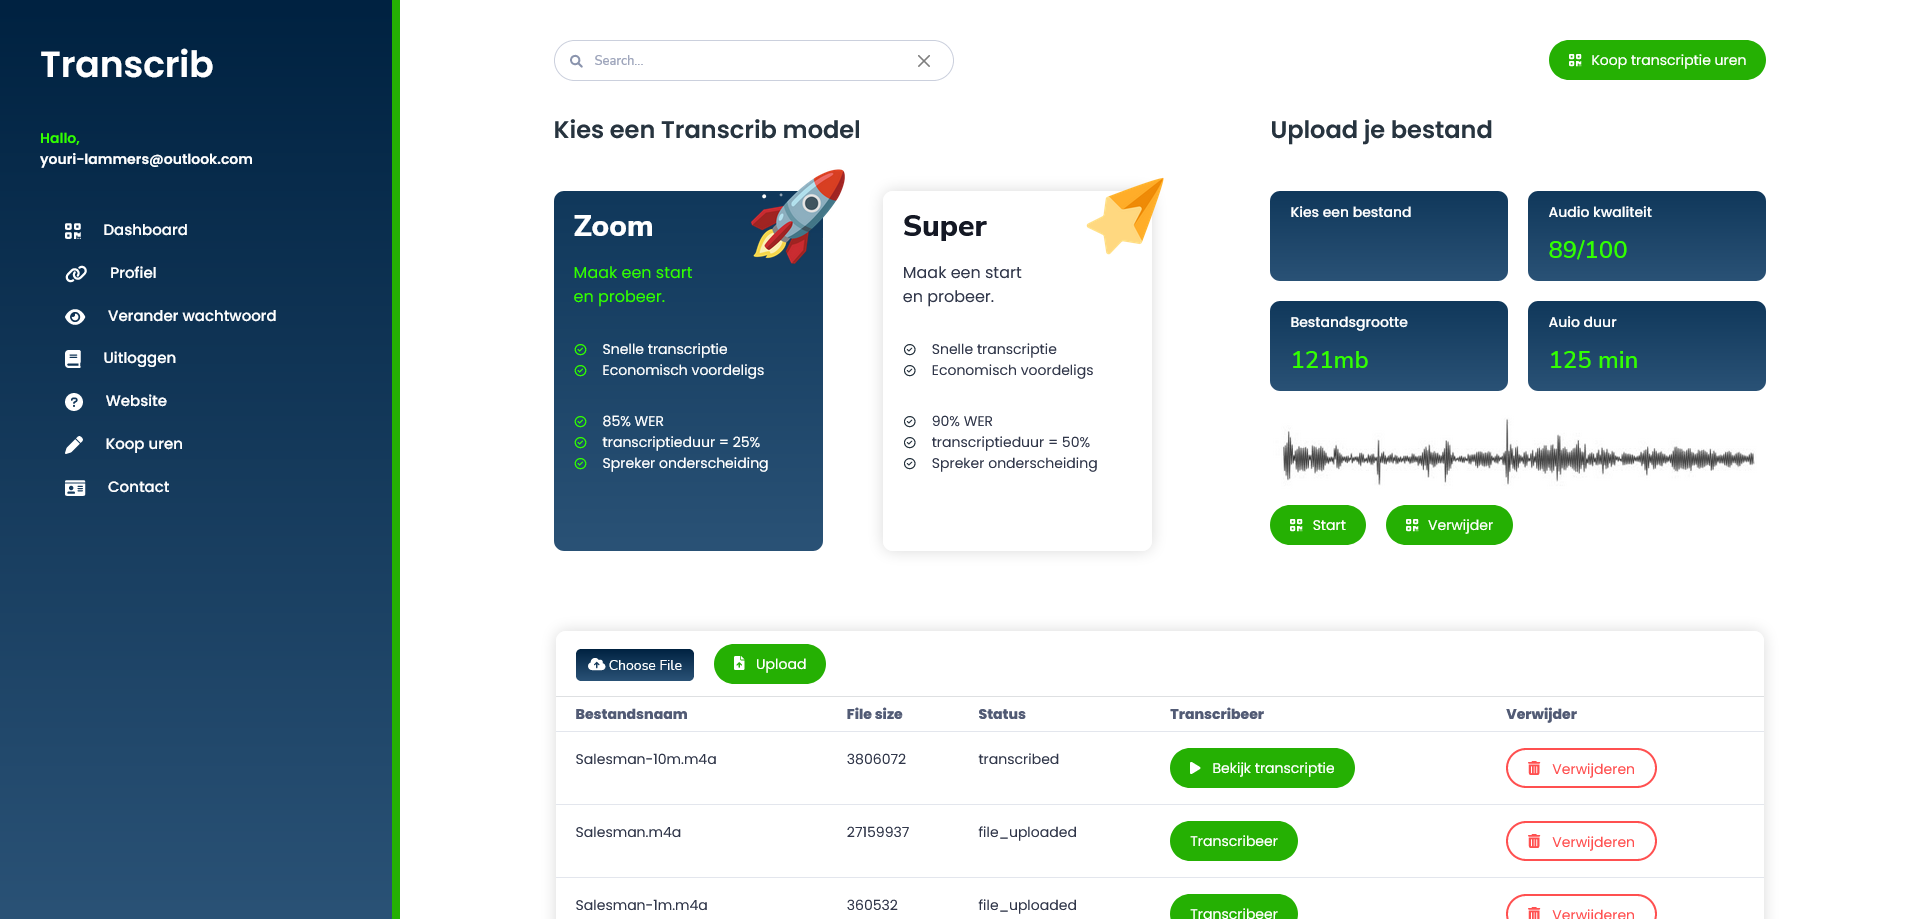 Transcrib
Hallo,
youri-lammers@outlook.com
Dashboard
Profiel
Verander wachtwoord
Uitloggen
Website
Koop uren
Contact
Search...
Koop transcriptie uren
Kies een Transcrib model
Zoom
Maak een start
en probeer.
Snelle transcriptie
Economisch voordeligs
85% WER
transcriptieduur = 25%
Spreker onderscheiding
Super
Maak een start
en probeer.
Snelle transcriptie
Economisch voordeligs
90% WER
transcriptieduur = 50%
Spreker onderscheiding
Upload je bestand
Kies een bestand
Audio kwaliteit
89/100
Bestandsgrootte
121mb
Auio duur
125 min
Start
Verwijder
Choose File
Upload
Bestandsnaam File size Status Transcribeer Verwijder
Salesman-10m.m4a 3806072 transcribed Bekijk transcriptie Verwijderen
Salesman.m4a 27159937 file_uploaded Transcribeer Verwijderen
Salesman-1m.m4a 360532 file_uploaded Transcribeer Verwijderen